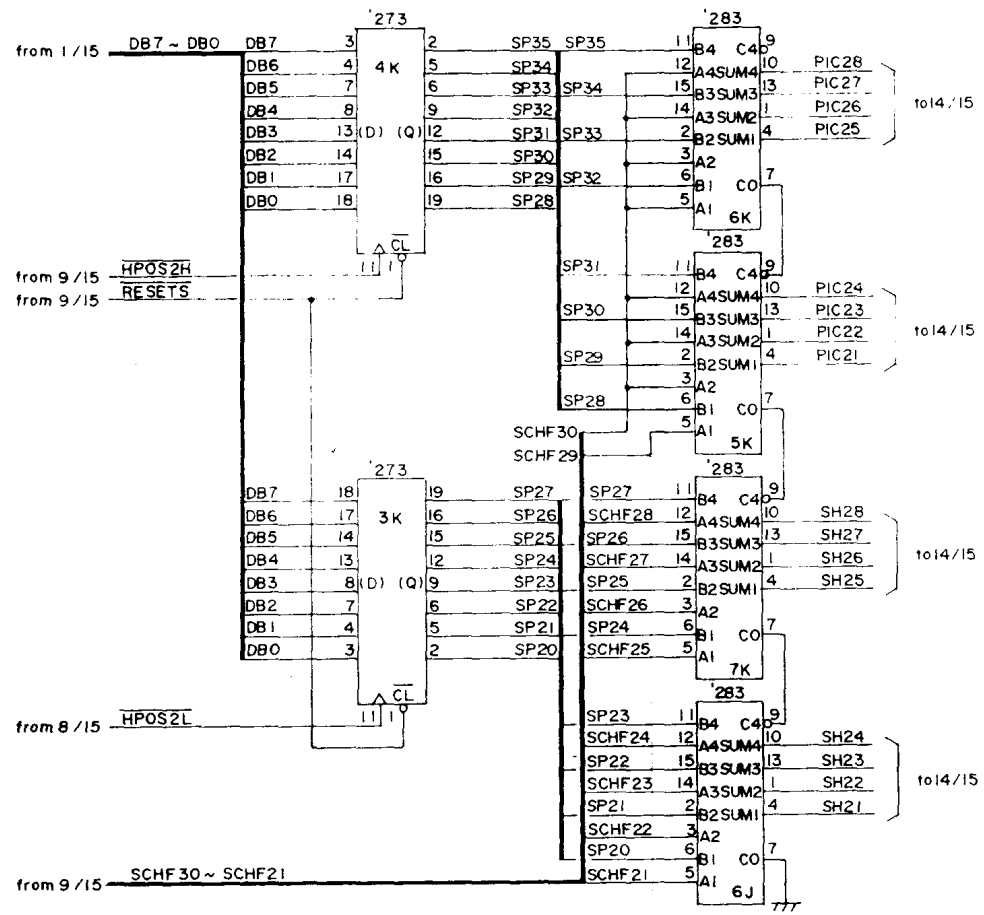 '273
'283
from 1/15 DB7 ~ DB0 DB7 3 2 SP35 SP35 11 B4 C4 9
DB6 4 4K 5 SP34 12 A4 SUM4 10 PIC28
DB5 7 6 SP33 SP34 15 B3 SUM3 13 PIC27
DB4 8 9 SP32 14 A3 SUM2 1 PIC26
to14/15
DB3 13 (D) (Q) 12 SP31 SP33 2 B2 SUM1 4 PIC25
DB2 14 15 SP30 3 A2
DB1 17 16 SP29 SP32 6 B1 C0 7
DB0 18 19 SP28 5 A1
6K
CL
11 1
'283
from 9/15 HPOS2H SP31 11 B4 C4 9
from 9/15 RESETS 12 A4 SUM4 10 PIC24
SP30 15 B3 SUM3 13 PIC23
to14/15
14 A3 SUM2 1 PIC22
SP29 2 B2 SUM1 4 PIC21
3 A2
SP28 6 B1 C0 7
SCHF30 5 A1
5K
SCHF29
'273
'283
DB7 18 19 SP27 SP27 11 B4 C4 9
DB6 17 3K 16 SP26 SCHF28 12 A4 SUM4 10 SH28
DB5 14 15 SP25 SP26 15 B3 SUM3 13 SH27
to14/15
DB4 13 12 SP24 SCHF27 14 A3 SUM2 1 SH26
DB3 8 (D) (Q) 9 SP23 SP25 2 B2 SUM1 4 SH25
DB2 7 6 SP22 SCHF26 3 A2
DB1 4 5 SP21 SP24 6 B1 C0 7
DB0 3 2 SP20 SCHF25 5 A1
7K
CL
11 1
'283
from 8/15 HPOS2L SP23 11 B4 C4 9
SCHF24 12 A4 SUM4 10 SH24
SP22 15 B3 SUM3 13 SH23
to14/15
SCHF23 14 A3 SUM2 1 SH22
SP21 2 B2 SUM1 4 SH21
SCHF22 3 A2
SP20 6 B1 C0 7
from 9/15 SCHF30 ~ SCHF21 SCHF21 5 A1
6J